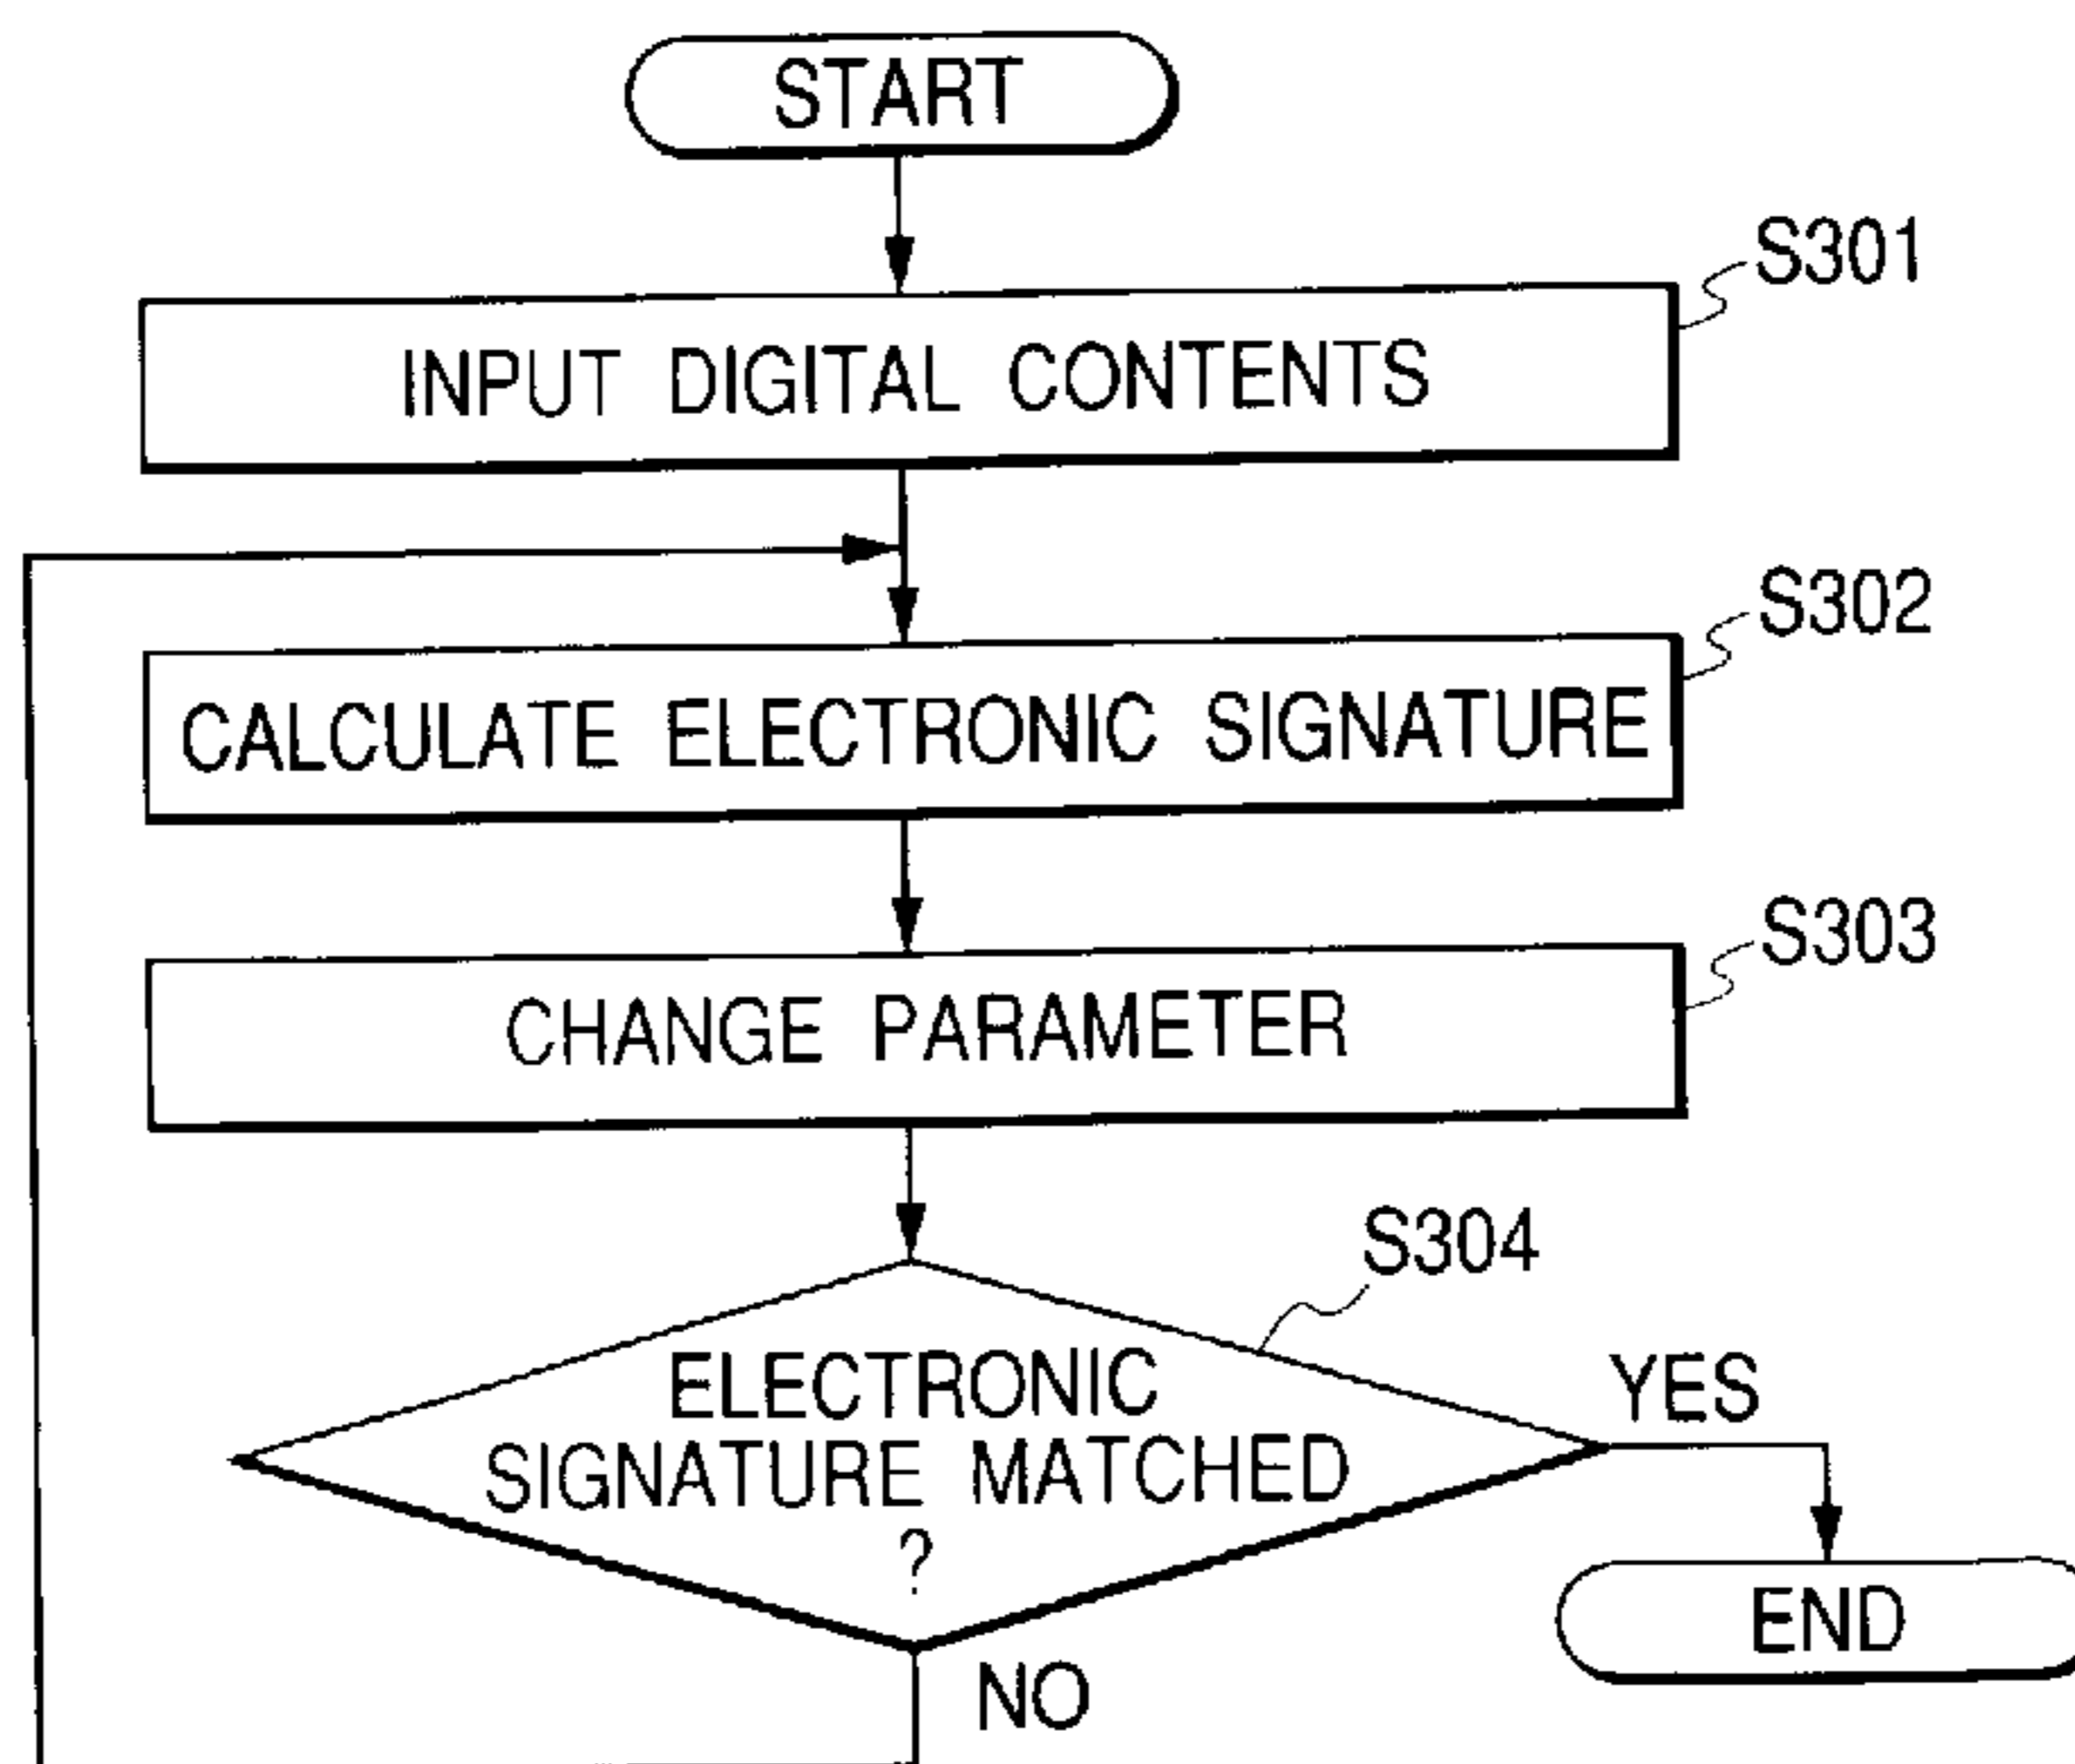 START
S301
INPUT DIGITAL CONTENTS
S302
CALCULATE ELECTRONIC SIGNATURE
S303
CHANGE PARAMETER
S304
ELECTRONIC
SIGNATURE MATCHED
?
YES
END
NO